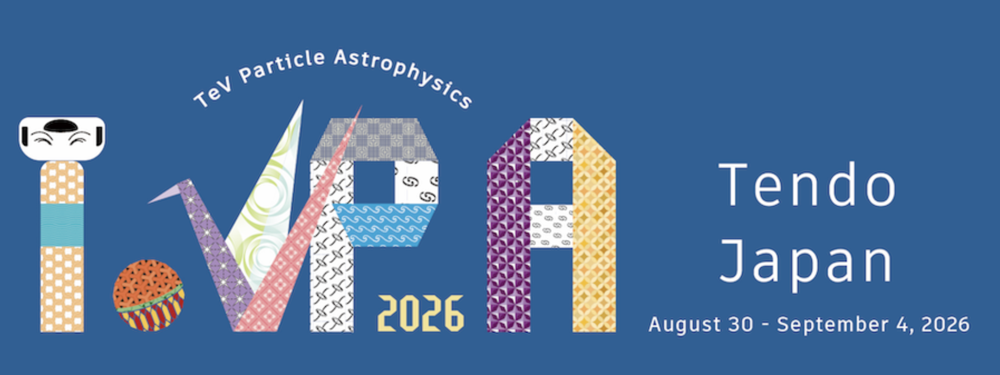 TeV Particle Astrophysics
TeVPA
2026
Tendo
Japan
August 30 - September 4, 2026